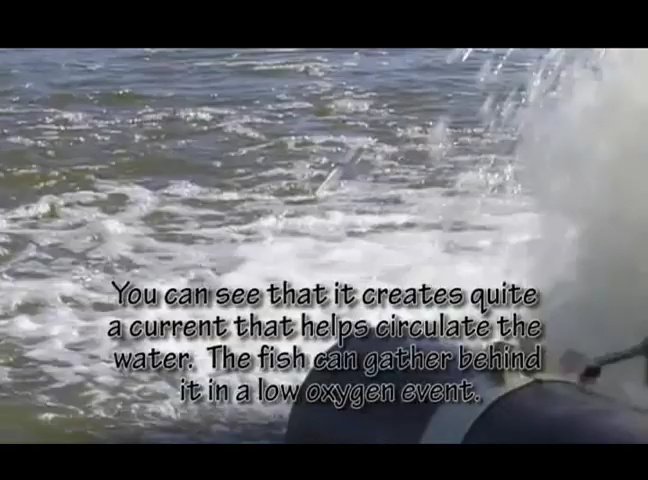 You can see that it creates quite
a current that helps circulate the
water. The fish can gather behind
it in a low oxygen event.